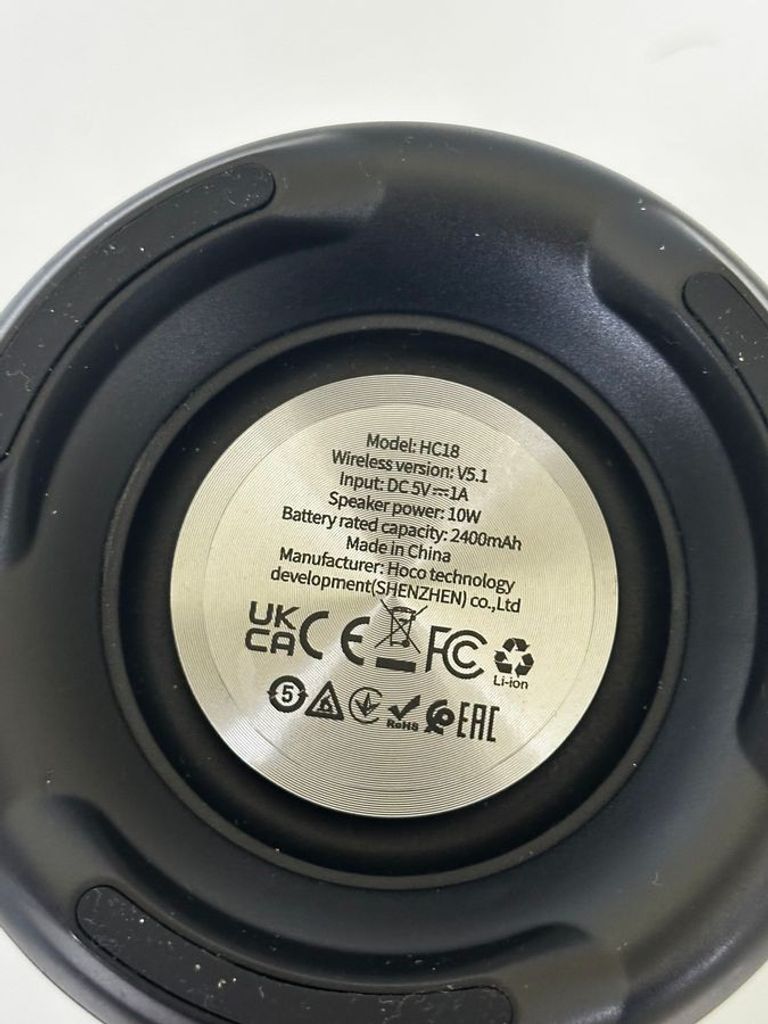 Model: HC18
Wireless version: V5.1
Input: DC 5V⎓1A
Speaker power: 10W
Battery rated capacity: 2400mAh
Made in China
Manufacturer: Hoco technology
development(SHENZHEN) co.,Ltd
UK
CA CE FC
Li-ion
5 RoHS EAC